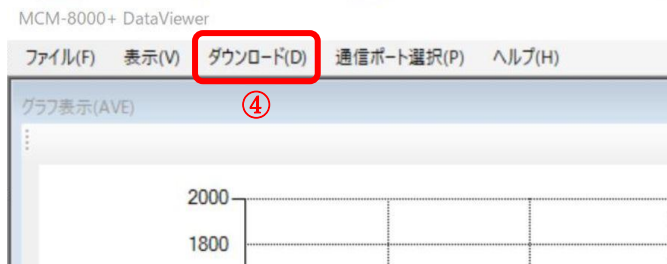 MCM-8000+ DataViewer
ファイル(F) 表示(V) ダウンロード(D) 通信ポート選択(P) ヘルプ(H)
グラフ表示(AVE)
④
2000
1800